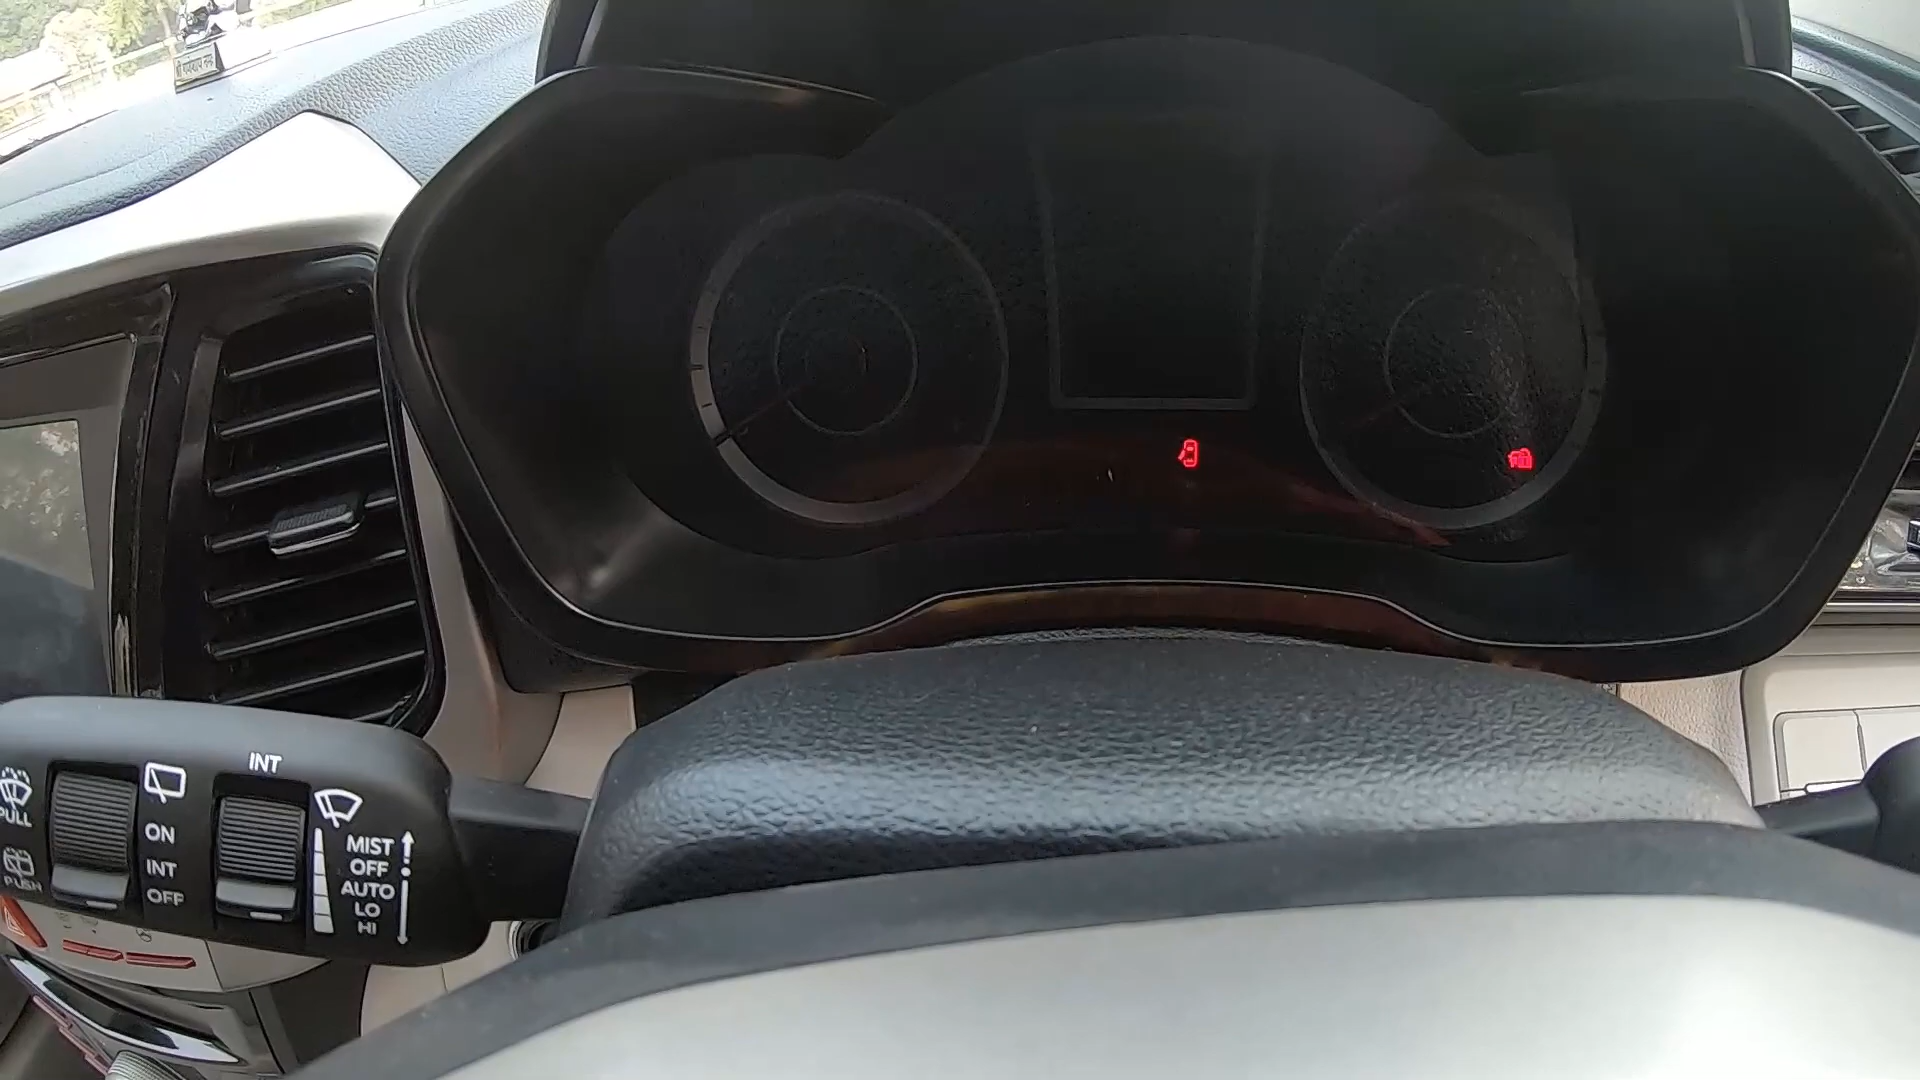 INT
PULL
ON
MIST
OFF
INT
AUTO
PUSH
OFF
LO
HI